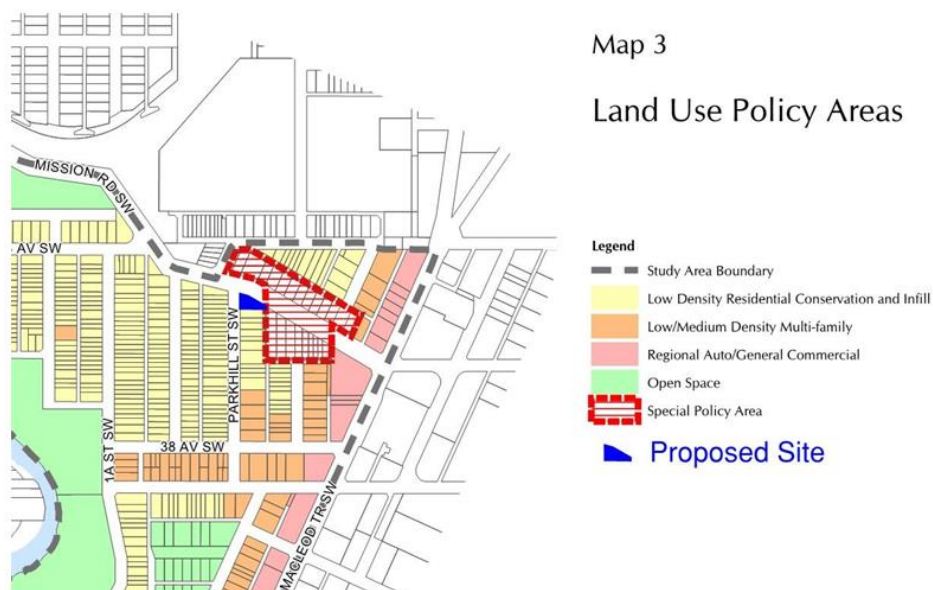 Map 3
Land Use Policy Areas
MISSION RD SW
AV SW
PARKHILL ST SW
1A ST SW
38 AV SW
MACLEOD TR SW
Legend
Study Area Boundary
Low Density Residential Conservation and Infill
Low/Medium Density Multi-family
Regional Auto/General Commercial
Open Space
Special Policy Area
Proposed Site